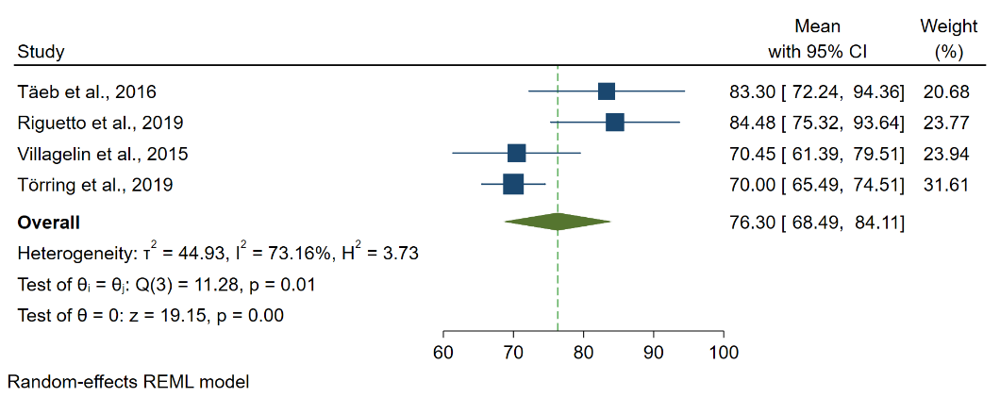 Mean Weight
Study with 95% CI (%)
Täeb et al., 2016 83.30 [ 72.24, 94.36] 20.68
Riguetto et al., 2019 84.48 [ 75.32, 93.64] 23.77
Villagelin et al., 2015 70.45 [ 61.39, 79.51] 23.94
Törring et al., 2019 70.00 [ 65.49, 74.51] 31.61
Overall 76.30 [ 68.49, 84.11]
Heterogeneity: τ² = 44.93, I² = 73.16%, H² = 3.73
Test of θᵢ = θⱼ: Q(3) = 11.28, p = 0.01
Test of θ = 0: z = 19.15, p = 0.00
60 70 80 90 100
Random-effects REML model